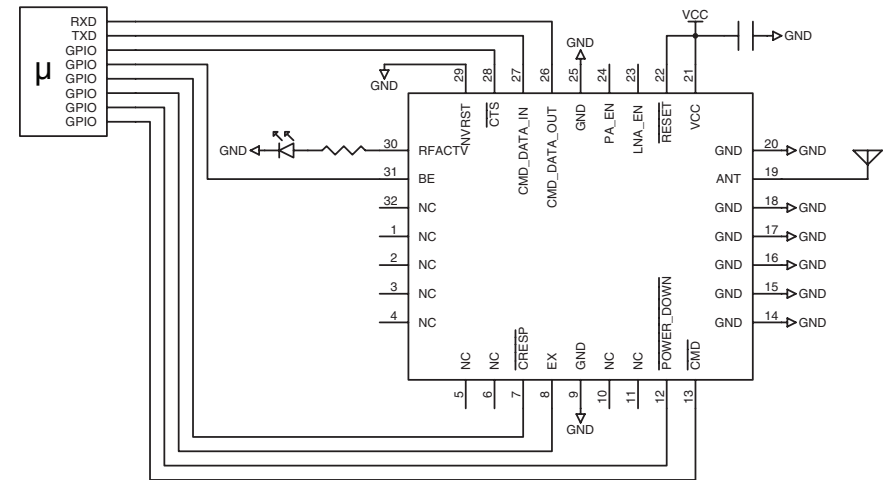 RXD
TXD
GPIO
GPIO
GPIO
GPIO
GPIO
GPIO
µ
VCC
GND
GND
GND
29
28
27
26
25
24
23
22
21
NVRST
CTS
CMD_DATA_IN
CMD_DATA_OUT
GND
PA_EN
LNA_EN
RESET
VCC
GND
30 RFACTV
31 BE
32 NC
1 NC
2 NC
3 NC
4 NC
GND 20 GND
ANT 19
GND 18 GND
GND 17 GND
GND 16 GND
GND 15 GND
GND 14 GND
NC
NC
CRESP
EX
GND
NC
NC
POWER_DOWN
CMD
5
6
7
8
9
10
11
12
13
GND